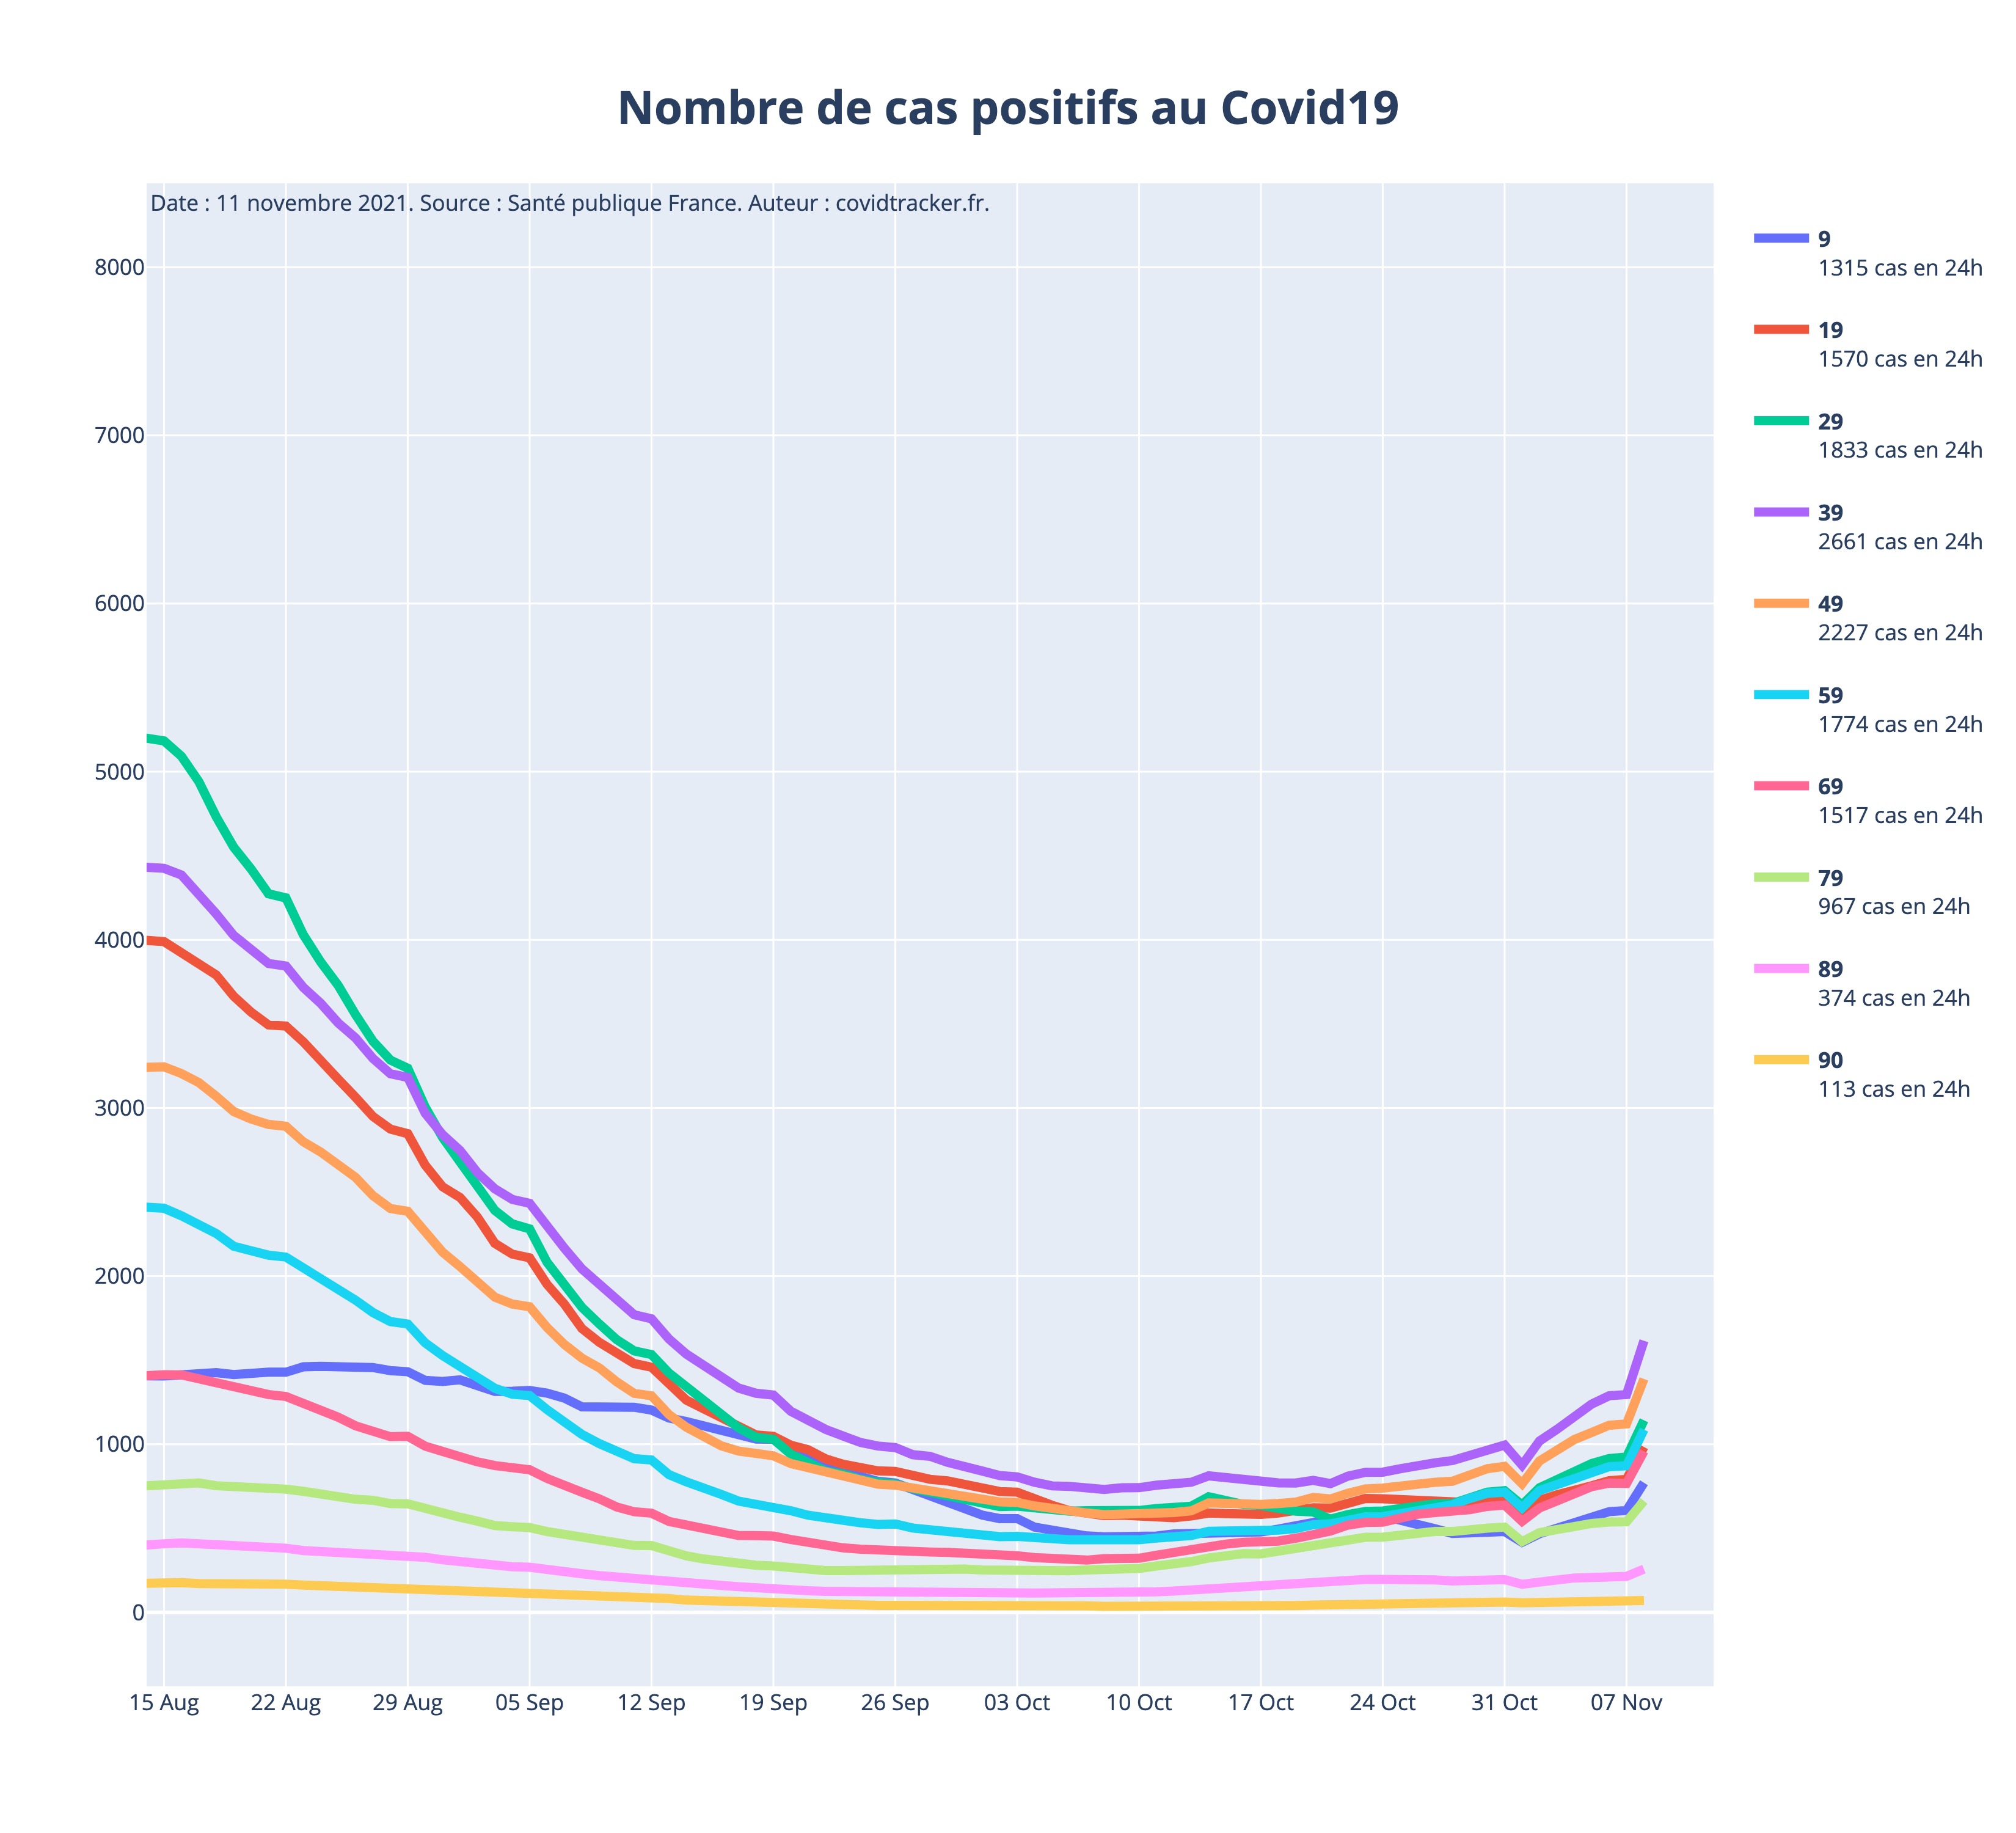 Nombre de cas positifs au Covid19
Date : 11 novembre 2021. Source : Santé publique France. Auteur : covidtracker.fr.
8000
7000
6000
5000
4000
3000
2000
1000
0
15 Aug
22 Aug
29 Aug
05 Sep
12 Sep
19 Sep
26 Sep
03 Oct
10 Oct
17 Oct
24 Oct
31 Oct
07 Nov
9
1315 cas en 24h
19
1570 cas en 24h
29
1833 cas en 24h
39
2661 cas en 24h
49
2227 cas en 24h
59
1774 cas en 24h
69
1517 cas en 24h
79
967 cas en 24h
89
374 cas en 24h
90
113 cas en 24h